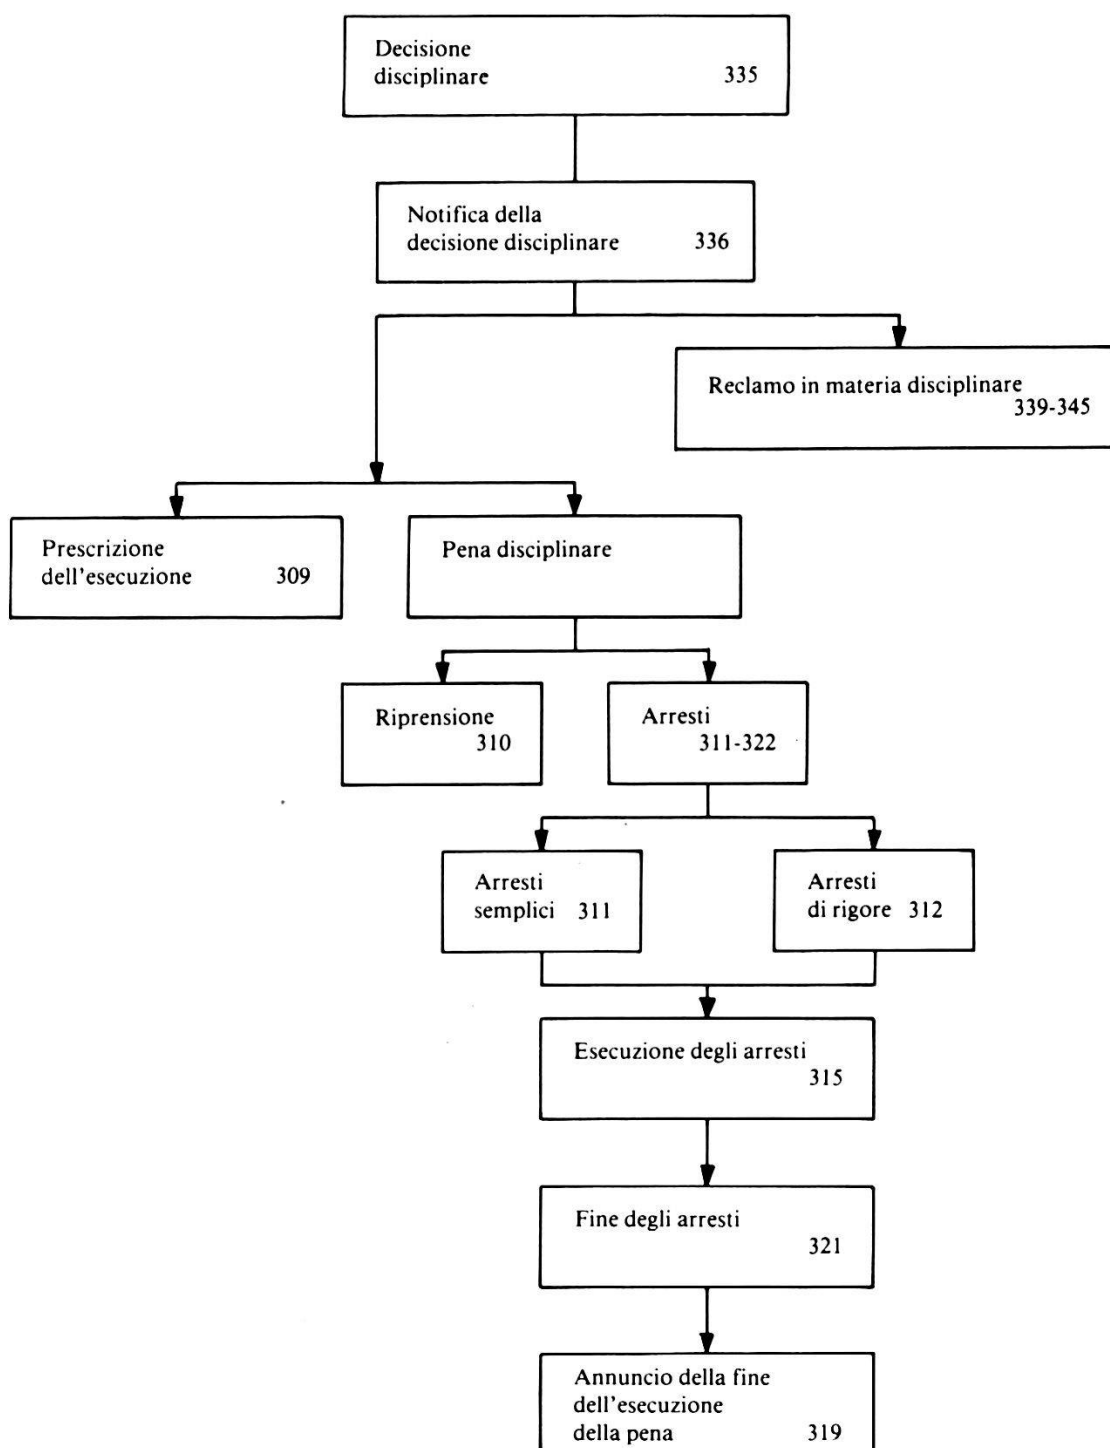 Decisione
disciplinare 335
Notifica della
decisione disciplinare 336
Reclamo in materia disciplinare
339-345
Prescrizione
dell'esecuzione 309
Pena disciplinare
Riprensione
310
Arresti
311-322
Arresti
semplici 311
Arresti
di rigore 312
Esecuzione degli arresti
315
Fine degli arresti
321
Annuncio della fine
dell'esecuzione
della pena 319